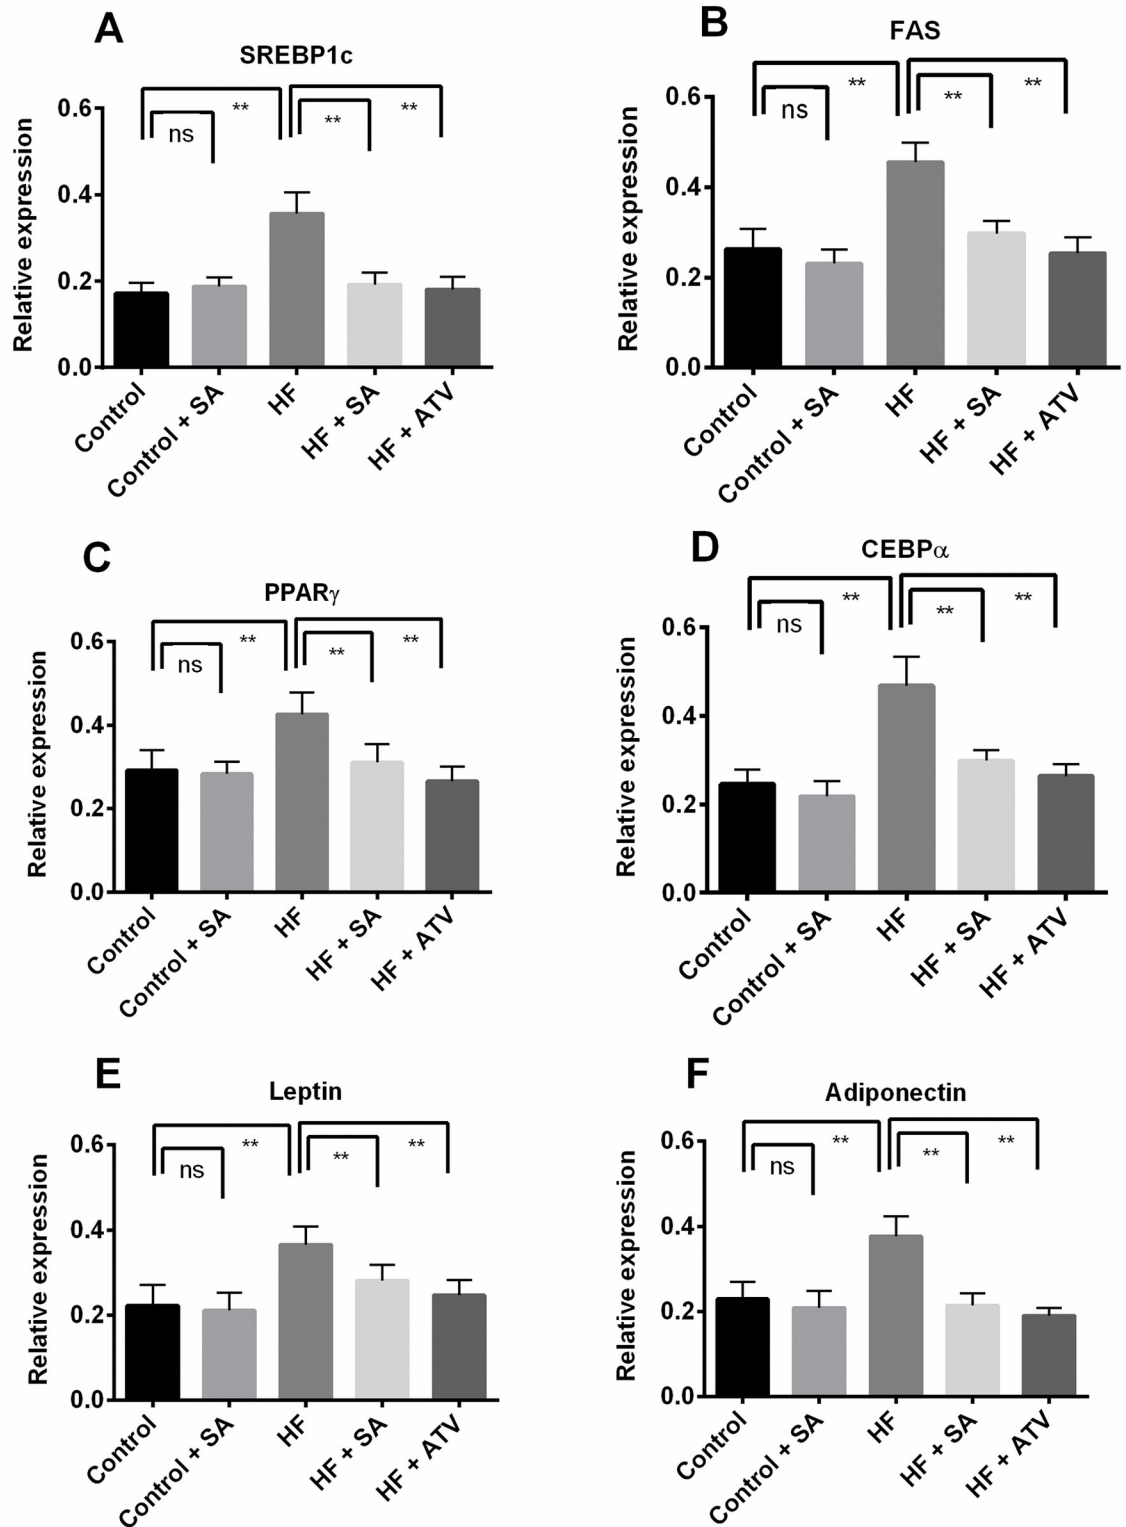 A
SREBP1c
Relative expression
0.6
0.4
0.2
0.0
ns
**
**
**
Control
Control + SA
HF
HF + SA
HF + ATV
B
FAS
Relative expression
0.6
0.4
0.2
0.0
ns
**
**
**
Control
Control + SA
HF
HF + SA
HF + ATV
C
PPARγ
Relative expression
0.6
0.4
0.2
0.0
ns
**
**
**
Control
Control + SA
HF
HF + SA
HF + ATV
D
CEBPα
Relative expression
0.6
0.4
0.2
0.0
ns
**
**
**
Control
Control + SA
HF
HF + SA
HF + ATV
E
Leptin
Relative expression
0.6
0.4
0.2
0.0
ns
**
**
**
Control
Control + SA
HF
HF + SA
HF + ATV
F
Adiponectin
Relative expression
0.6
0.4
0.2
0.0
ns
**
**
**
Control
Control + SA
HF
HF + SA
HF + ATV